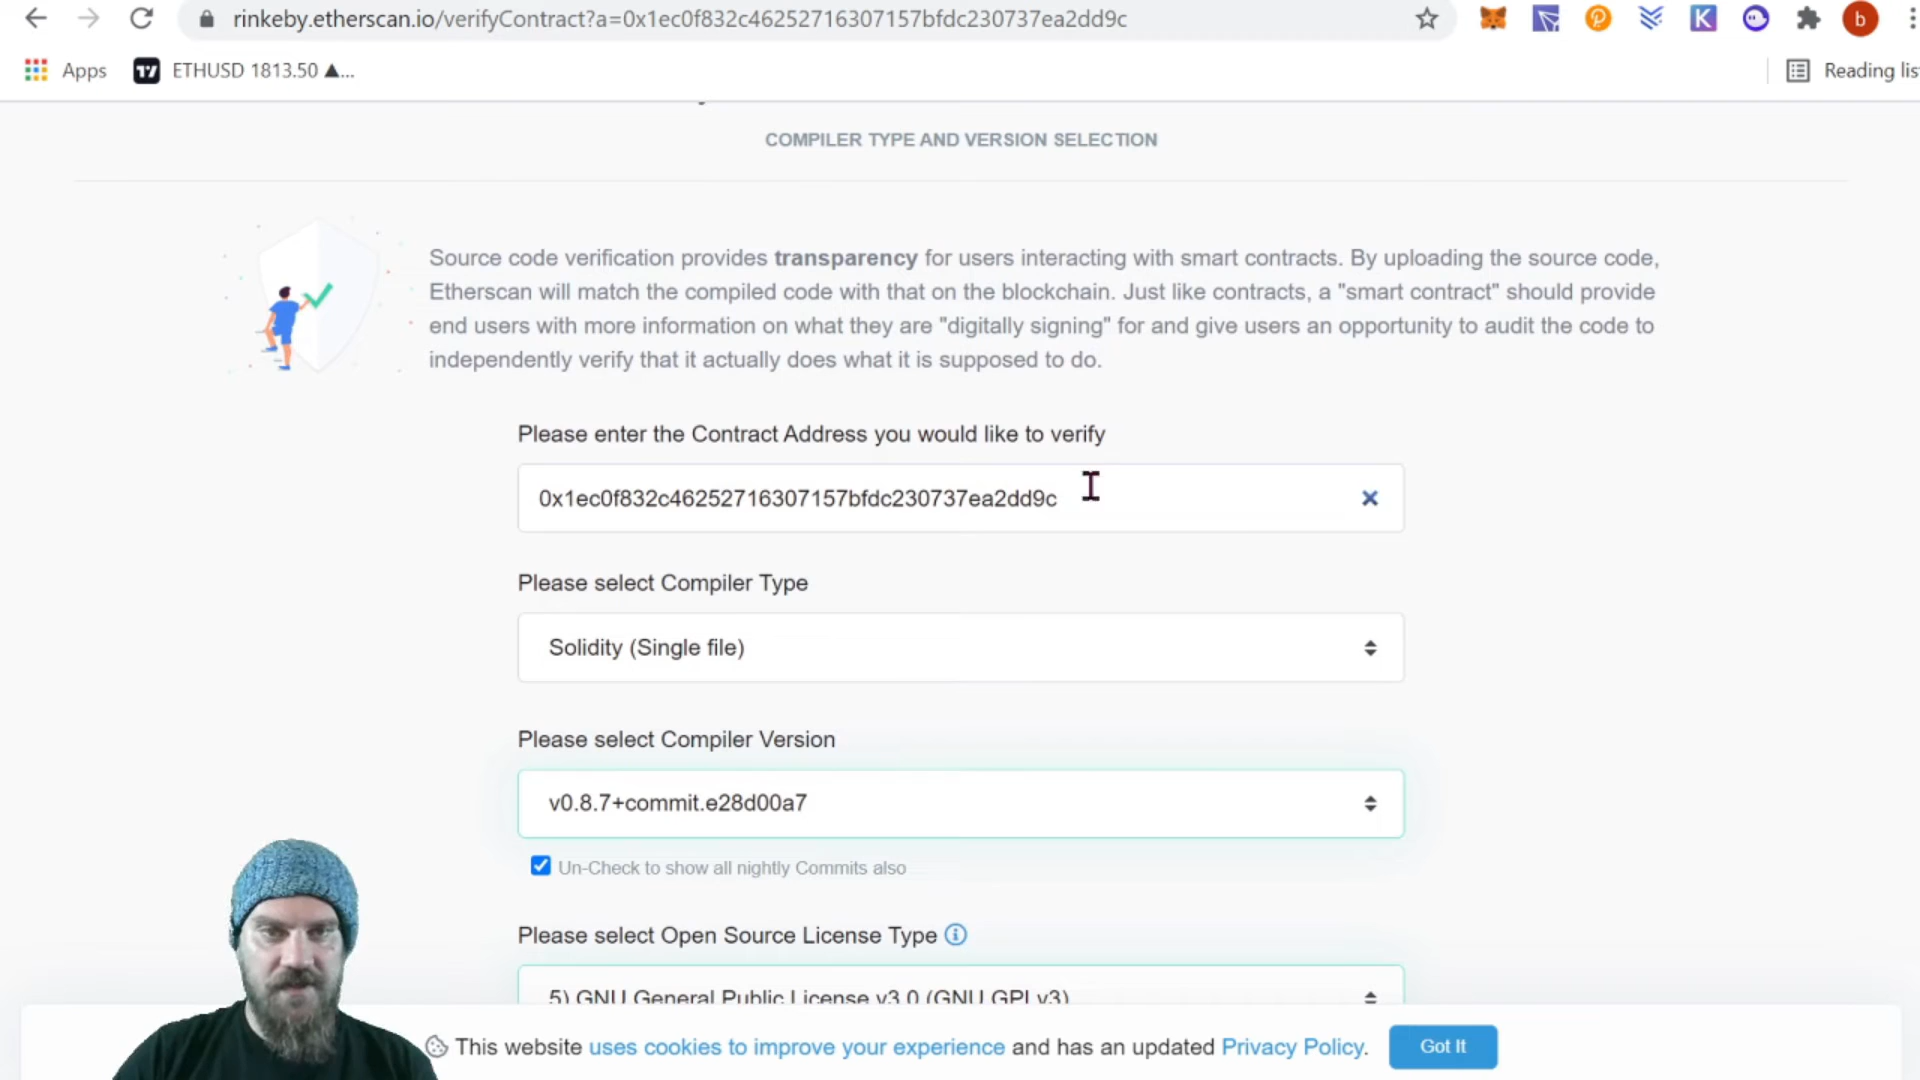 rinkeby.etherscan.io/verifyContract?a=0x1ec0f832c46252716307157bfdc230737ea2dd9c
K
b
Apps
ETHUSD 1813.50 ▲...
Reading lis
COMPILER TYPE AND VERSION SELECTION
Source code verification provides transparency for users interacting with smart contracts. By uploading the source code,
Etherscan will match the compiled code with that on the blockchain. Just like contracts, a "smart contract" should provide
end users with more information on what they are "digitally signing" for and give users an opportunity to audit the code to
independently verify that it actually does what it is supposed to do.
Please enter the Contract Address you would like to verify
0x1ec0f832c46252716307157bfdc230737ea2dd9c
Please select Compiler Type
Solidity (Single file)
Please select Compiler Version
v0.8.7+commit.e28d00a7
Un-Check to show all nightly Commits also
Please select Open Source License Type
5) GNU General Public License v3.0 (GNU GPLv3)
This website uses cookies to improve your experience and has an updated Privacy Policy.
Got It